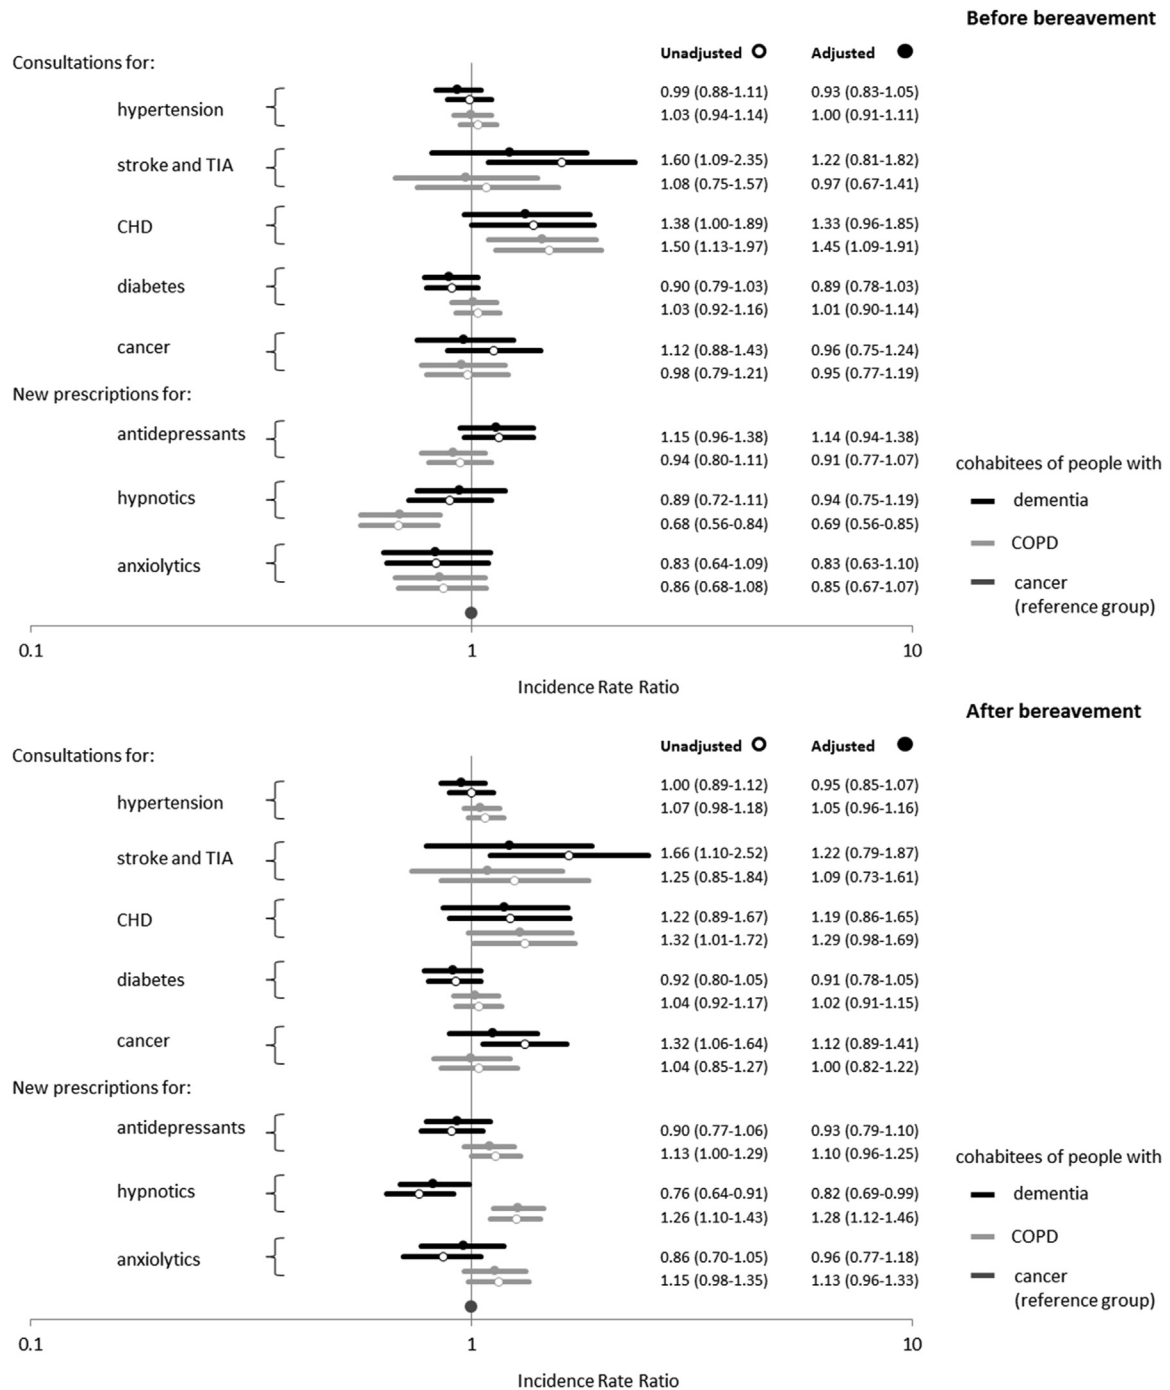 Before bereavement
Unadjusted Adjusted
Consultations for:
hypertension
0.99 (0.88-1.11) 0.93 (0.83-1.05)
1.03 (0.94-1.14) 1.00 (0.91-1.11)
stroke and TIA
1.60 (1.09-2.35) 1.22 (0.81-1.82)
1.08 (0.75-1.57) 0.97 (0.67-1.41)
CHD
1.38 (1.00-1.89) 1.33 (0.96-1.85)
1.50 (1.13-1.97) 1.45 (1.09-1.91)
diabetes
0.90 (0.79-1.03) 0.89 (0.78-1.03)
1.03 (0.92-1.16) 1.01 (0.90-1.14)
cancer
1.12 (0.88-1.43) 0.96 (0.75-1.24)
0.98 (0.79-1.21) 0.95 (0.77-1.19)
New prescriptions for:
antidepressants
1.15 (0.96-1.38) 1.14 (0.94-1.38)
0.94 (0.80-1.11) 0.91 (0.77-1.07)
hypnotics
0.89 (0.72-1.11) 0.94 (0.75-1.19)
0.68 (0.56-0.84) 0.69 (0.56-0.85)
anxiolytics
0.83 (0.64-1.09) 0.83 (0.63-1.10)
0.86 (0.68-1.08) 0.85 (0.67-1.07)
cohabitees of people with
dementia
COPD
cancer
(reference group)
0.1 1 10
Incidence Rate Ratio
After bereavement
Unadjusted Adjusted
Consultations for:
hypertension
1.00 (0.89-1.12) 0.95 (0.85-1.07)
1.07 (0.98-1.18) 1.05 (0.96-1.16)
stroke and TIA
1.66 (1.10-2.52) 1.22 (0.79-1.87)
1.25 (0.85-1.84) 1.09 (0.73-1.61)
CHD
1.22 (0.89-1.67) 1.19 (0.86-1.65)
1.32 (1.01-1.72) 1.29 (0.98-1.69)
diabetes
0.92 (0.80-1.05) 0.91 (0.78-1.05)
1.04 (0.92-1.17) 1.02 (0.91-1.15)
cancer
1.32 (1.06-1.64) 1.12 (0.89-1.41)
1.04 (0.85-1.27) 1.00 (0.82-1.22)
New prescriptions for:
antidepressants
0.90 (0.77-1.06) 0.93 (0.79-1.10)
1.13 (1.00-1.29) 1.10 (0.96-1.25)
hypnotics
0.76 (0.64-0.91) 0.82 (0.69-0.99)
1.26 (1.10-1.43) 1.28 (1.12-1.46)
anxiolytics
0.86 (0.70-1.05) 0.96 (0.77-1.18)
1.15 (0.98-1.35) 1.13 (0.96-1.33)
cohabitees of people with
dementia
COPD
cancer
(reference group)
0.1 1 10
Incidence Rate Ratio